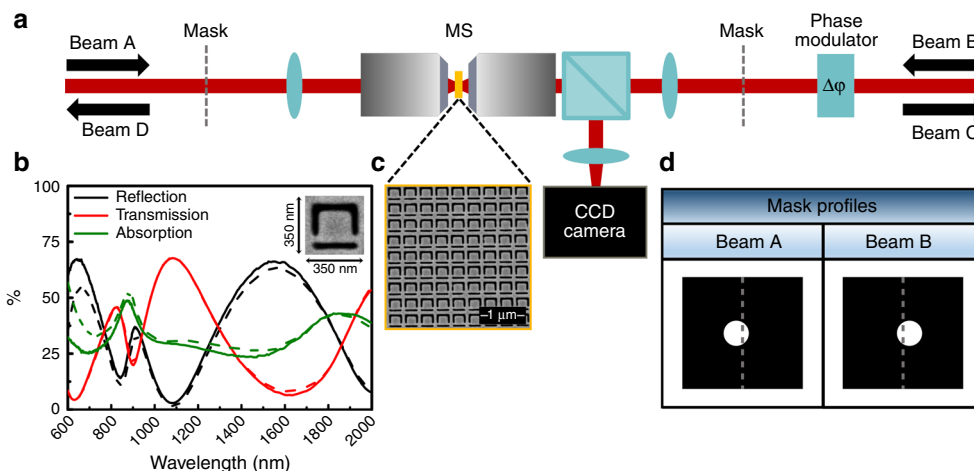 a
Beam A
Mask
MS
Mask
Phase
modulator
Beam B
Δφ
Beam D
Beam C
b
Reflection
Transmission
Absorption
350 nm
350 nm
100
75
50
25
0
%
600
800
1000
1200
1400
1600
1800
2000
Wavelength (nm)
c
1 μm
CCD
camera
d
Mask profiles
Beam A
Beam B